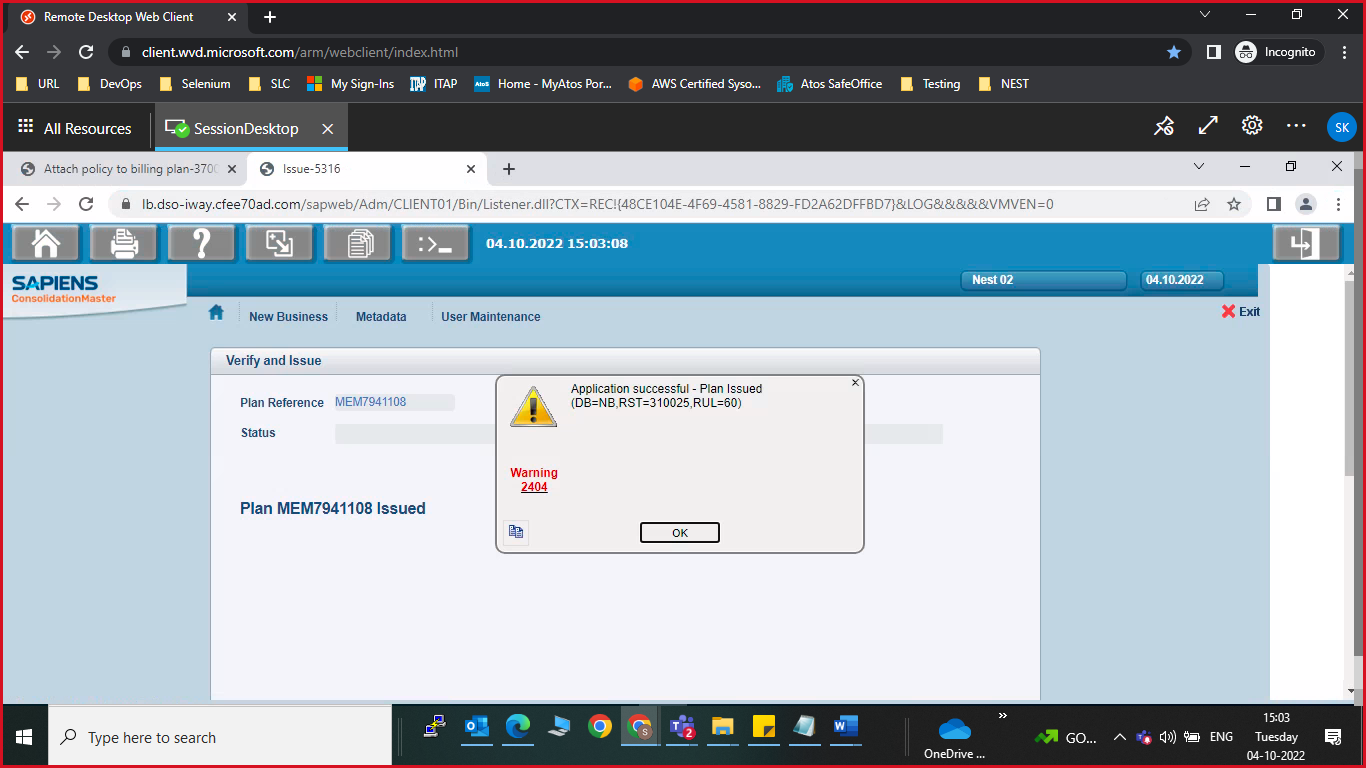 Remote Desktop Web Client
client.wvd.microsoft.com/arm/webclient/index.html
Incognito
URL DevOps Selenium SLC My Sign-Ins ITAP Home - MyAtos Por... AWS Certified Syso... Atos SafeOffice Testing NEST
All Resources SessionDesktop SK
Attach policy to billing plan-370 Issue-5316
lb.dso-iway.cfee70ad.com/sapweb/Adm/CLIENT01/Bin/Listener.dll?CTX=REC!{48CE104E-4F69-4581-8829-FD2A62DFFBD7}&LOG&&&&&VMVEN=0
04.10.2022 15:03:08
SAPIENS
ConsolidationMaster
Nest 02 04.10.2022
New Business Metadata User Maintenance Exit
Verify and Issue
Plan Reference MEM7941108
Status
Plan MEM7941108 Issued
Application successful - Plan Issued
(DB=NB,RST=310025,RUL=60)
Warning
2404
OK
Type here to search
2
OneDrive ...
GO...
ENG
15:03
Tuesday
04-10-2022